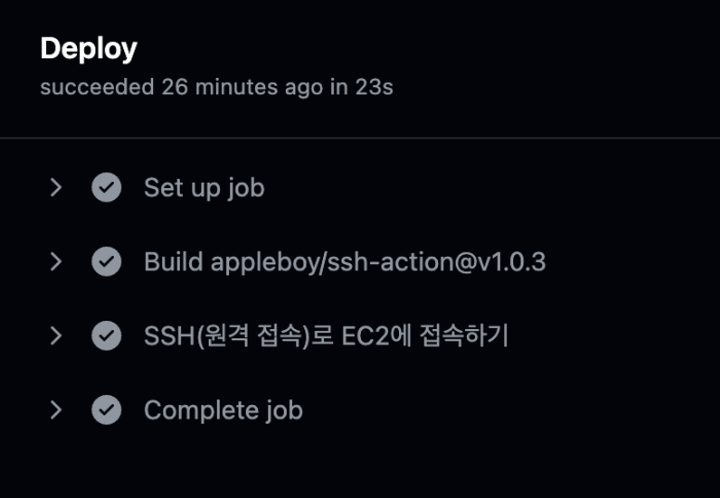 Deploy
succeeded 26 minutes ago in 23s
Set up job
Build appleboy/ssh-action@v1.0.3
SSH(원격 접속)로 EC2에 접속하기
Complete job